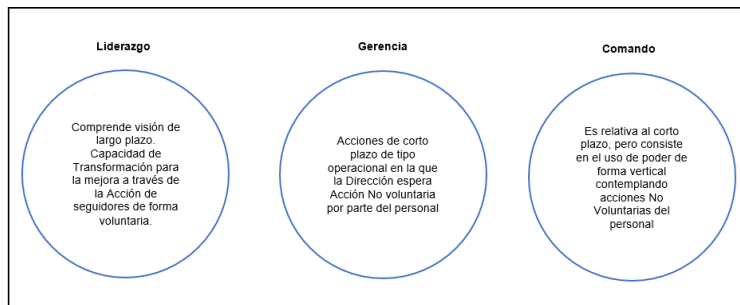 Liderazgo
Gerencia
Comando
Comprende visión de
largo plazo.
Capacidad de
Transformación para
la mejora a través de
la Acción de
seguidores de forma
voluntaria.
Acciones de corto
plazo de tipo
operacional en la que
la Dirección espera
Acción No voluntaria
por parte del personal
Es relativa al corto
plazo, pero consiste
en el uso de poder de
forma vertical
contemplando
acciones No
Voluntarias del
personal